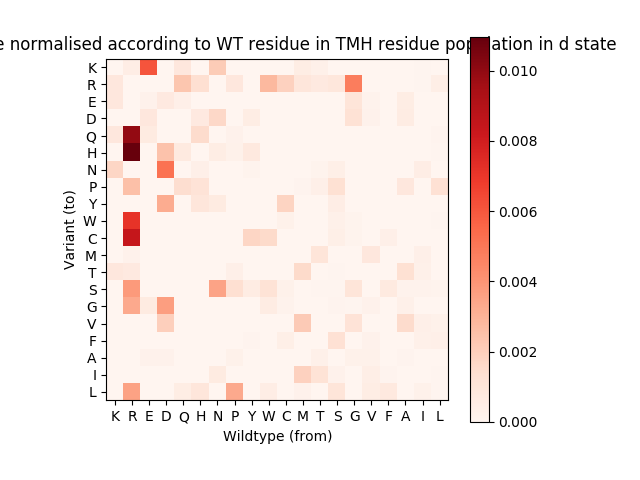 e normalised according to WT residue in TMH residue population in d state
K
R
E
D
Q
H
N
P
Y
W
C
M
T
S
G
V
F
A
I
L
Variant (to)
K R E D Q H N P Y W C M T S G V F A I L
Wildtype (from)
0.010
0.008
0.006
0.004
0.002
0.000